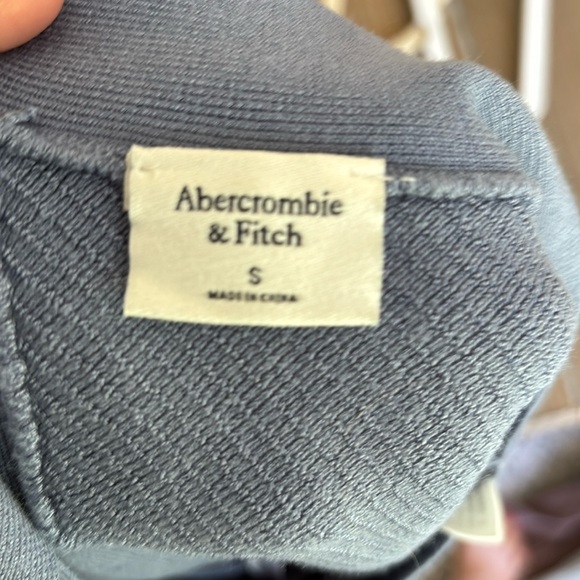 Abercrombie
& Fitch
S
MADE IN CHINA